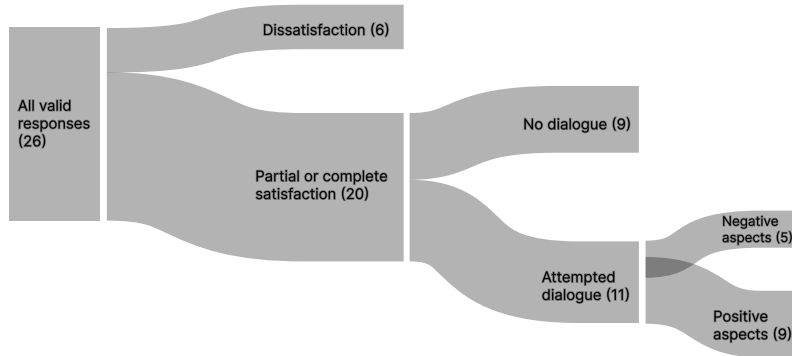 Dissatisfaction (6)
All valid
responses
(26)
No dialogue (9)
Partial or complete
satisfaction (20)
Negative
aspects (5)
Attempted
dialogue (11)
Positive
aspects (9)